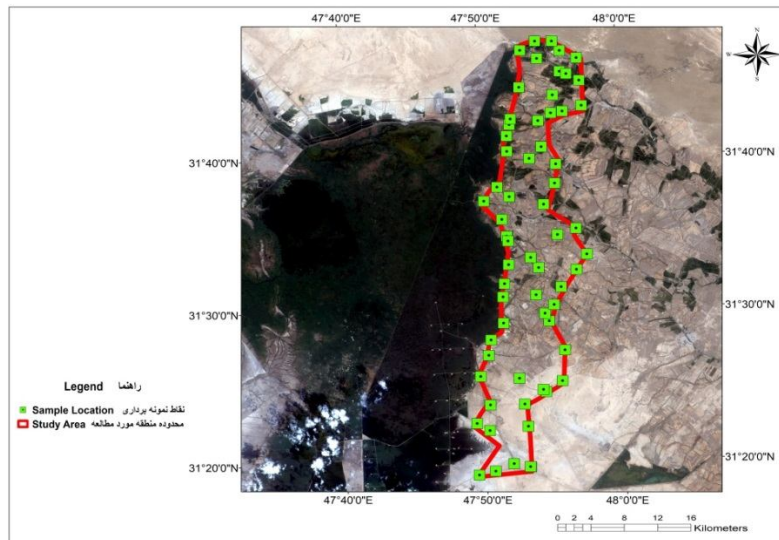 47°40'0"E 47°50'0"E 48°0'0"E
N
W E
S
31°40'0"N 31°40'0"N
31°30'0"N 31°30'0"N
31°20'0"N 31°20'0"N
Legend راهنما
Sample Location نقاط نمونه برداری
Study Area محدوده منطقه مورد مطالعه
47°40'0"E 47°50'0"E 48°0'0"E
0 2 4 8 12 16
Kilometers